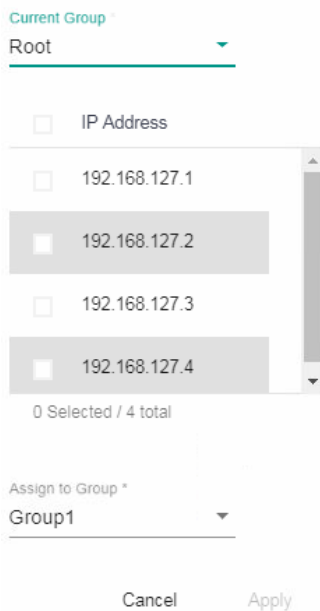 Current Group *
Root
IP Address
192.168.127.1
192.168.127.2
192.168.127.3
192.168.127.4
0 Selected / 4 total
Assign to Group *
Group1
Cancel Apply